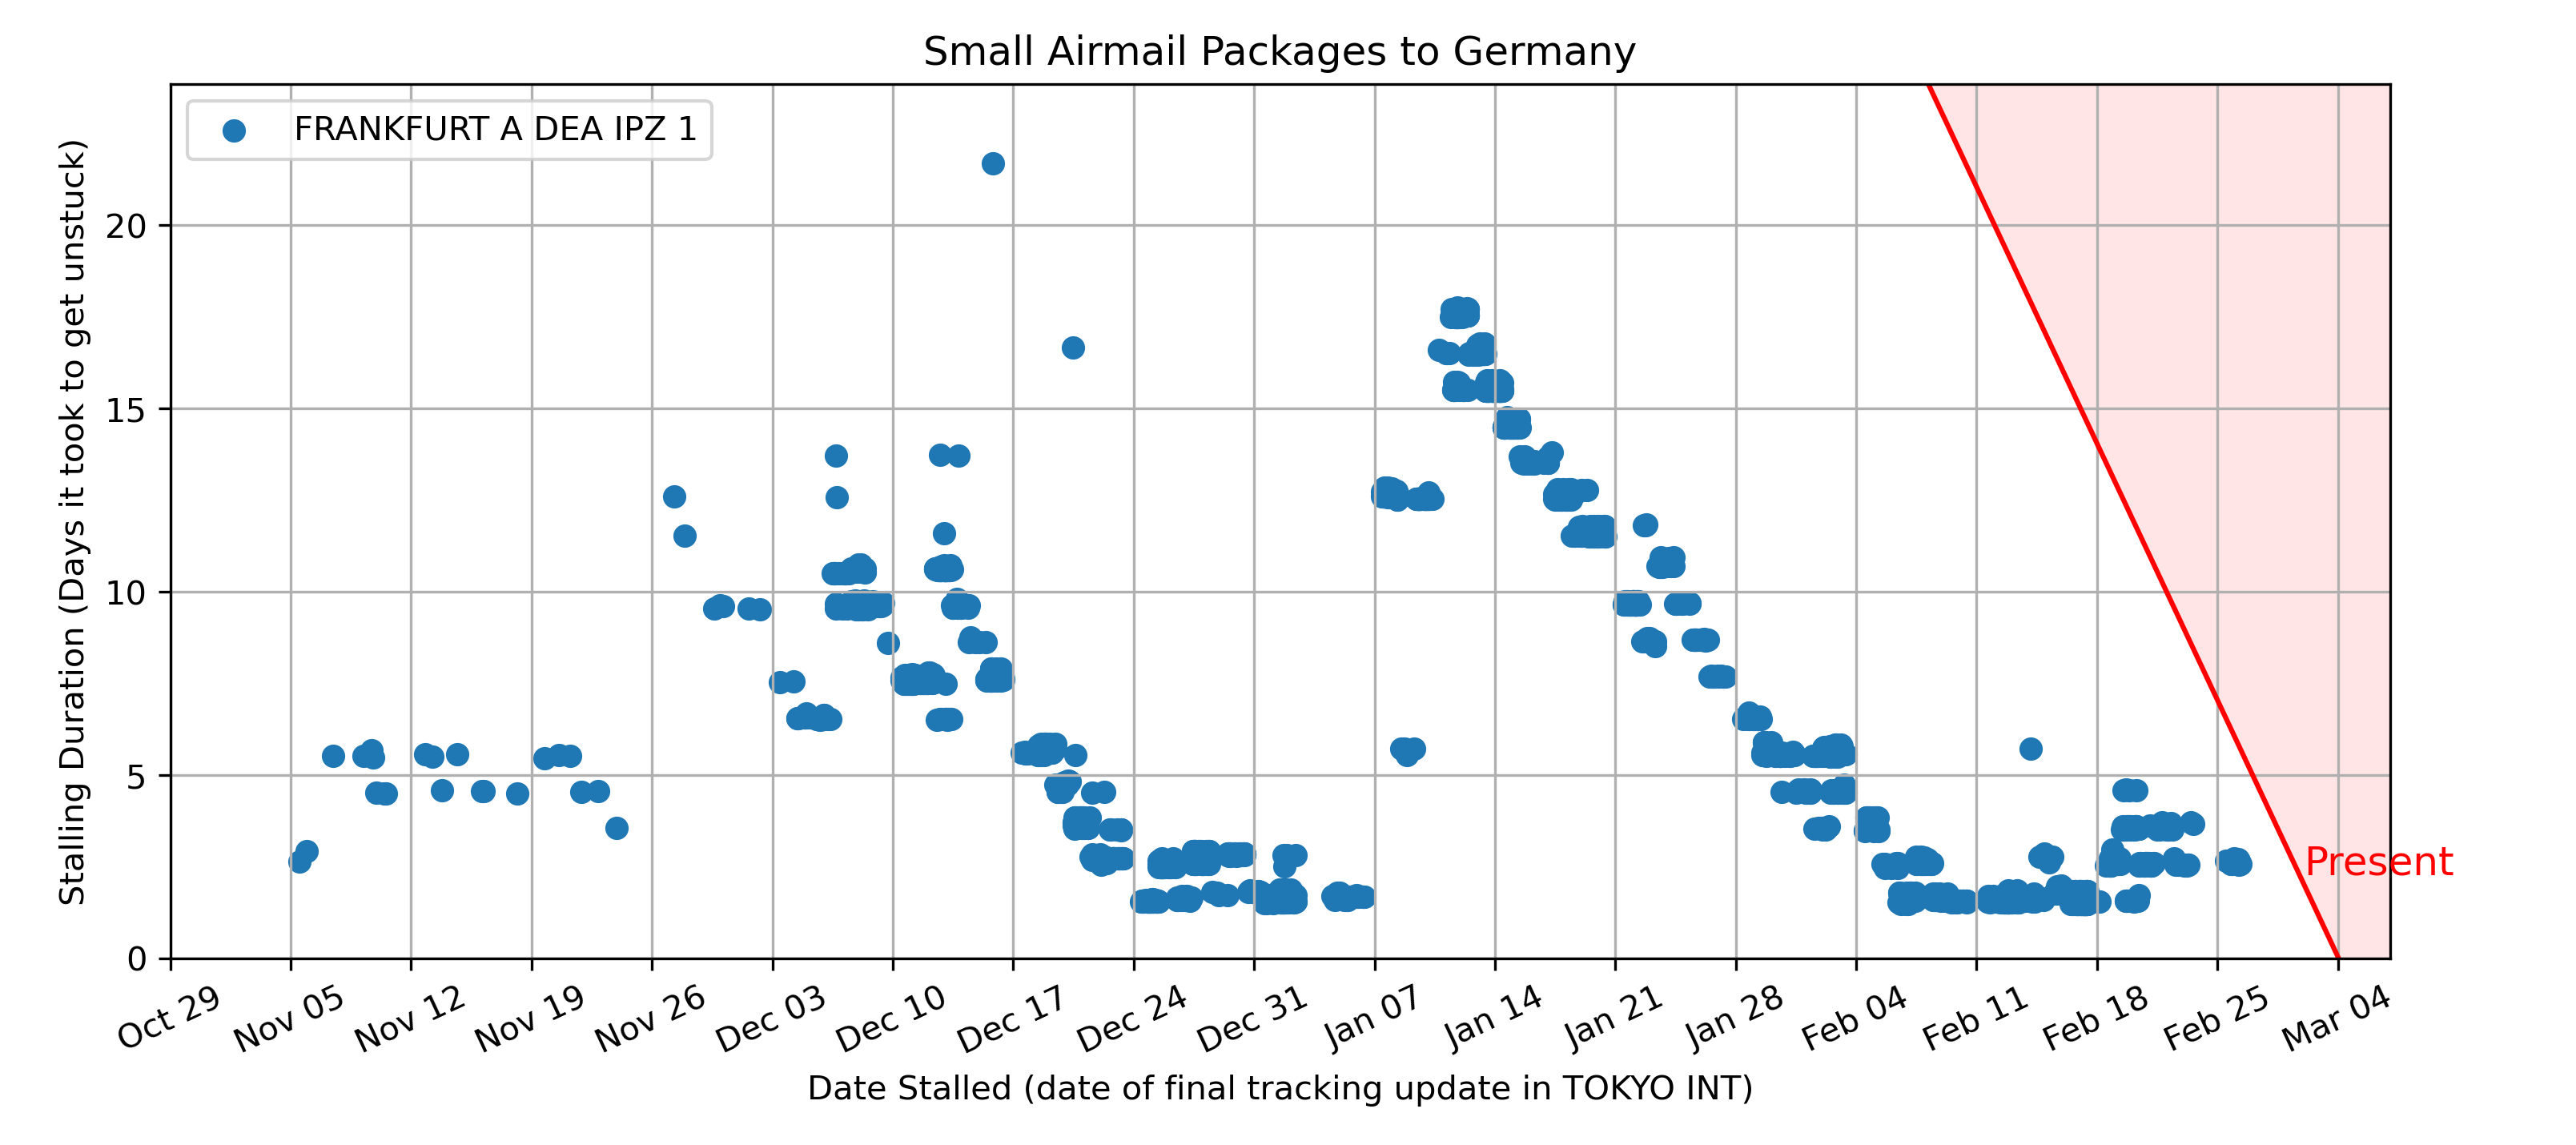 Small Airmail Packages to Germany
FRANKFURT A DEA IPZ 1
Stalling Duration (Days it took to get unstuck)
20
15
10
5
0
Present
Oct 29
Nov 05
Nov 12
Nov 19
Nov 26
Dec 03
Dec 10
Dec 17
Dec 24
Dec 31
Jan 07
Jan 14
Jan 21
Jan 28
Feb 04
Feb 11
Feb 18
Feb 25
Mar 04
Date Stalled (date of final tracking update in TOKYO INT)